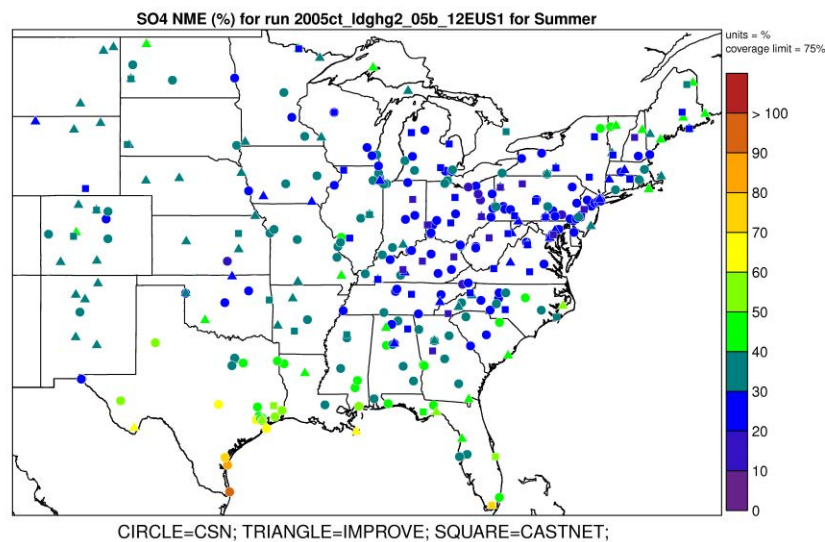 SO4 NME (%) for run 2005ct_ldghg2_05b_12EUS1 for Summer
units = %
coverage limit = 75%
> 100
90
80
70
60
50
40
30
20
10
0
CIRCLE=CSN; TRIANGLE=IMPROVE; SQUARE=CASTNET;